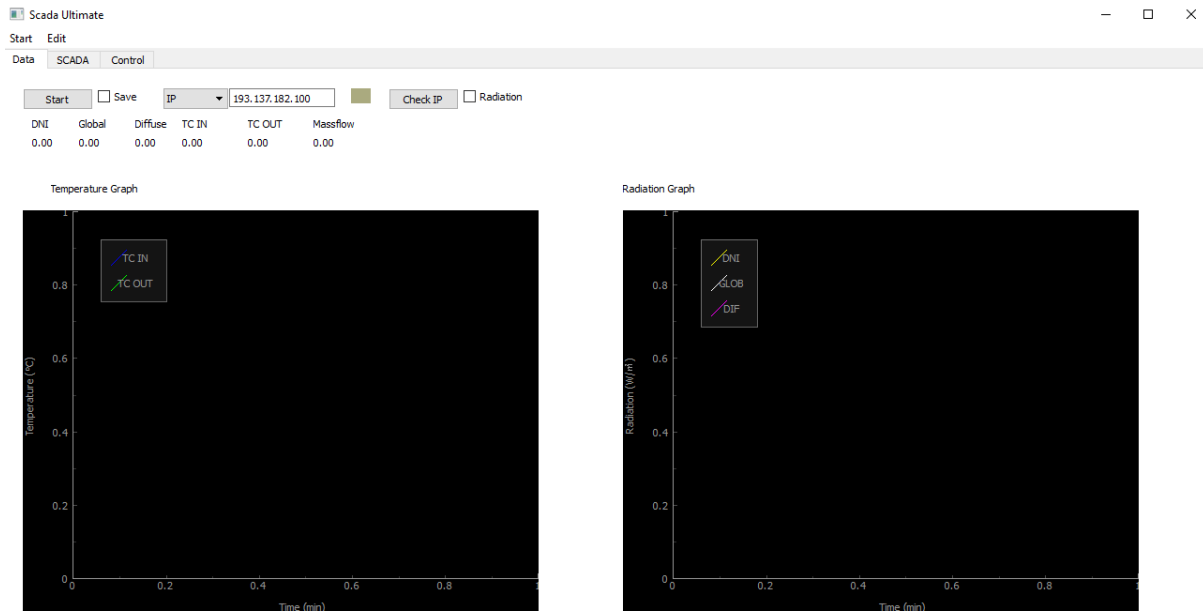 Scada Ultimate
Start Edit
Data SCADA Control
Start Save IP 193.137.182.100 Check IP Radiation
DNI Global Diffuse TC IN TC OUT Massflow
0.00 0.00 0.00 0.00 0.00 0.00
Temperature Graph
1
TC IN
TC OUT
0.8
0.6
0.4
0.2
0
Temperature (ºC)
0 0.2 0.4 0.6 0.8 1
Time (min)
Radiation Graph
1
DNI
GLOB
DIF
0.8
0.6
0.4
0.2
0
Radiation (W/m²)
0 0.2 0.4 0.6 0.8 1
Time (min)